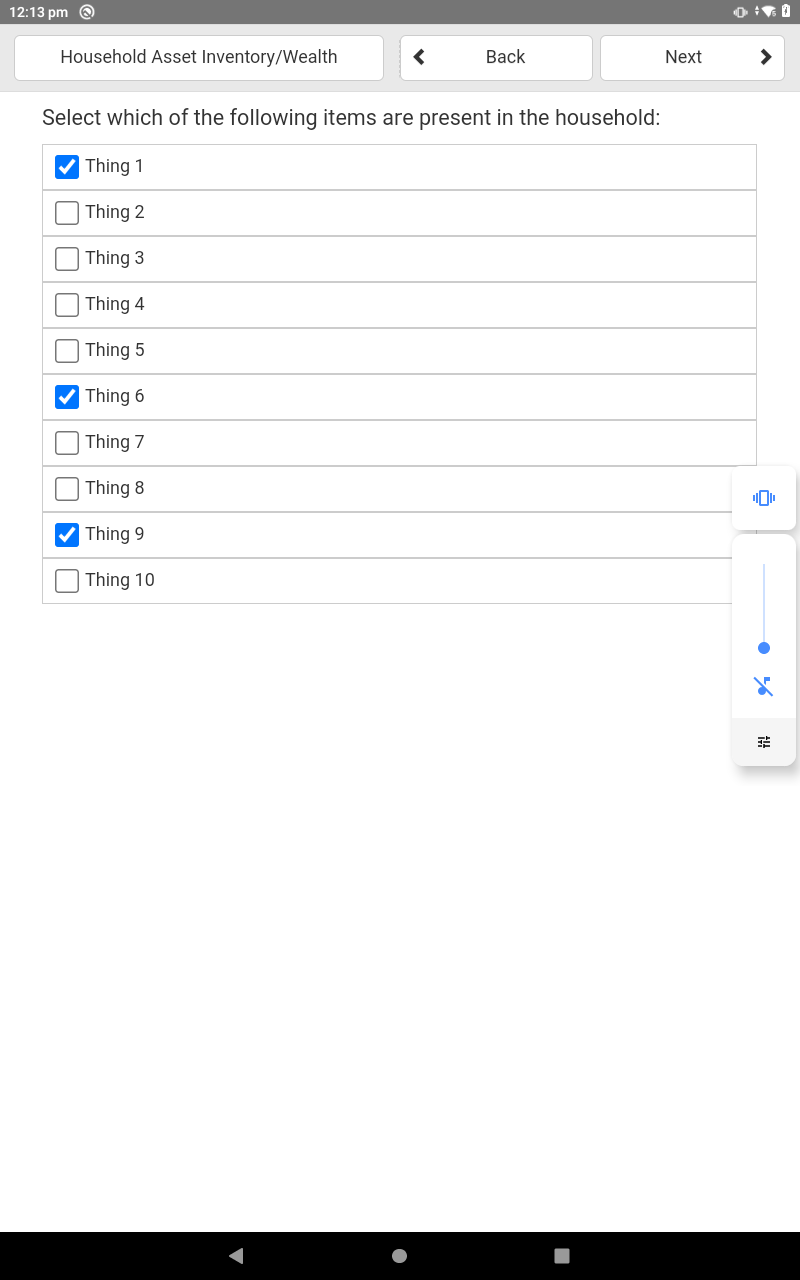 12:13 pm
Household Asset Inventory/Wealth
Back
Next
Select which of the following items are present in the household:
Thing 1
Thing 2
Thing 3
Thing 4
Thing 5
Thing 6
Thing 7
Thing 8
Thing 9
Thing 10